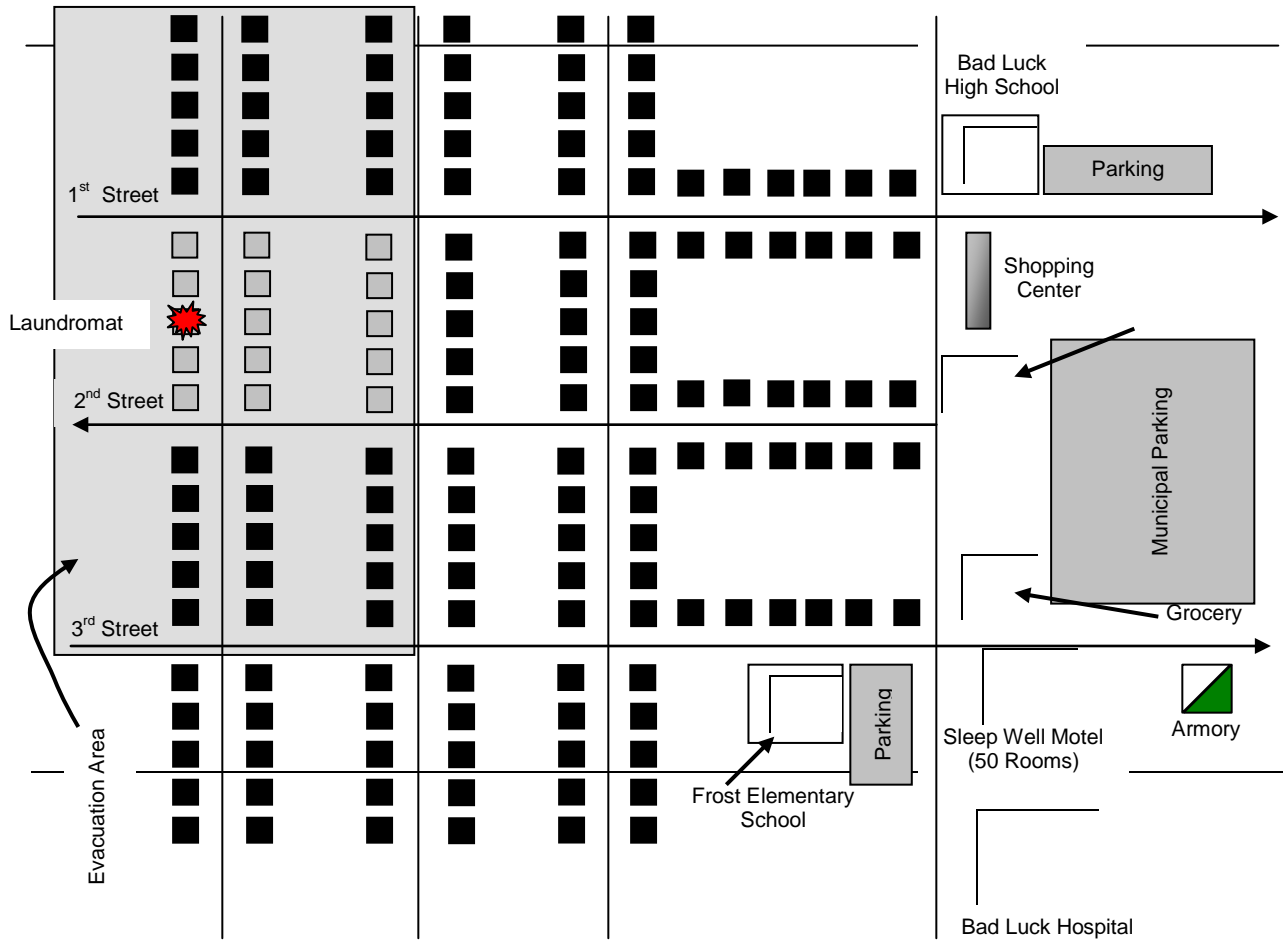 Bad Luck
High School
Parking
1st Street
Shopping
Center
Laundromat
2nd Street
Municipal Parking
Grocery
3rd Street
Armory
Sleep Well Motel
(50 Rooms)
Parking
Frost Elementary
School
Evacuation Area
Bad Luck Hospital